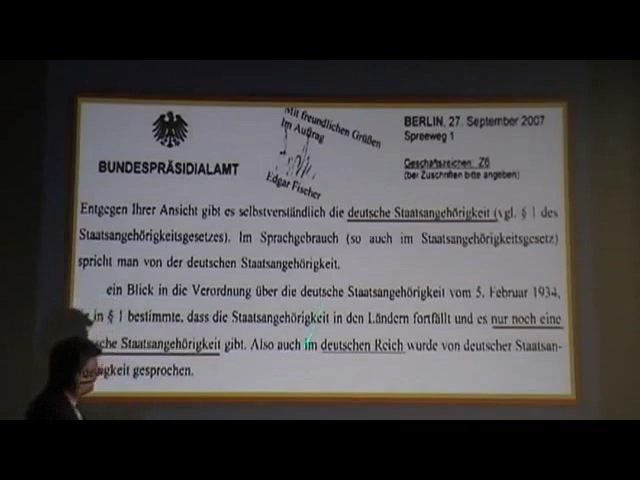 BUNDESPRÄSIDIALAMT
Mit freundlichen Grüßen
Im Auftrag
Edgar Fischer
BERLIN, 27. September 2007
Spreeweg 1
Geschäftszeichen: Z6
(bei Zuschriften bitte angeben)
Entgegen Ihrer Ansicht gibt es selbstverständlich die deutsche Staatsangehörigkeit (vgl. § 1 des
Staatsangehörigkeitsgesetzes). Im Sprachgebrauch (so auch im Staatsangehörigkeitsgesetz)
spricht man von der deutschen Staatsangehörigkeit.
ein Blick in die Verordnung über die deutsche Staatsangehörigkeit vom 5. Februar 1934,
in § 1 bestimmte, dass die Staatsangehörigkeit in den Ländern fortfällt und es nur noch eine
sche Staatsangehörigkeit gibt. Also auch im deutschen Reich wurde von deutscher Staatsan-
igkeit gesprochen.